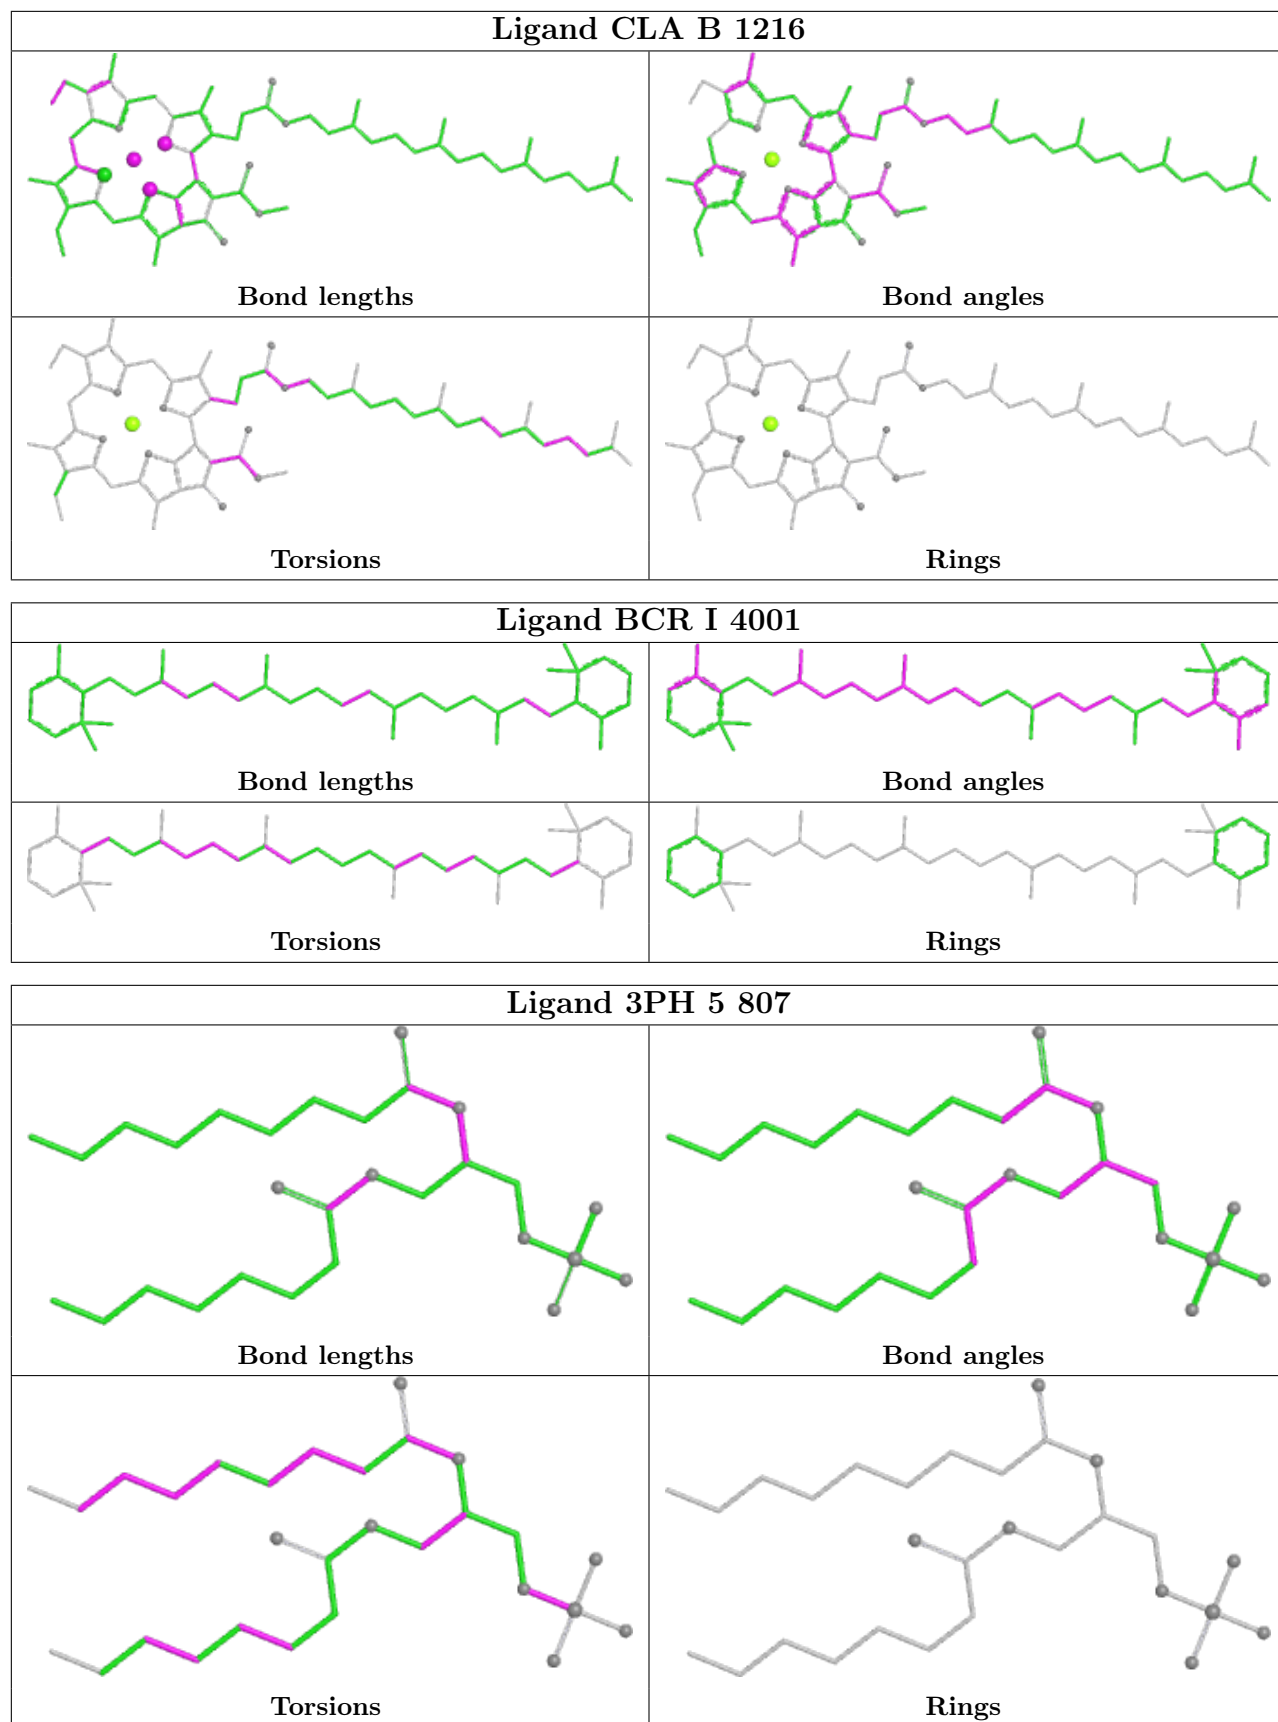 Ligand CLA B 1216
Bond lengths
Bond angles
Torsions
Rings
Ligand BCR I 4001
Bond lengths
Bond angles
Torsions
Rings
Ligand 3PH 5 807
Bond lengths
Bond angles
Torsions
Rings